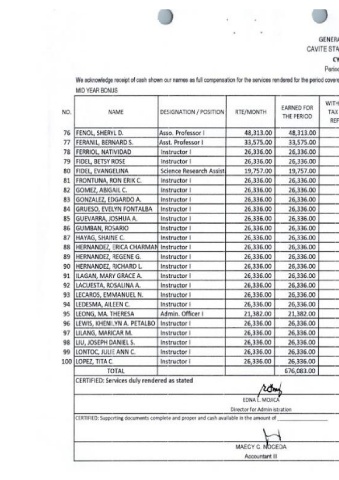 GENERA
CAVITE STA
CY
Perio
We acknowledge receipt of cash shown our names as full compensation for the services rendered for the period covere
MID YEAR BONUS
NO. NAME DESIGNATION / POSITION RTE/MONTH EARNED FOR THE PERIOD WITH TAX REF
76 FENOL, SHERYL D. Asso. Professor I 48,313.00 48,313.00
77 FERANIL, BERNARD S. Asst. Professor I 33,575.00 33,575.00
78 FERRIOL, NATIVIDAD Instructor I 26,336.00 26,336.00
79 FIDEL, BETSY ROSE Instructor I 26,336.00 26,336.00
80 FIDEL, EVANGELINA Science Research Assist 19,757.00 19,757.00
81 FRONTUNA, RON ERIK C. Instructor I 26,336.00 26,336.00
82 GOMEZ, ABIGAIL C. Instructor I 26,336.00 26,336.00
83 GONZALEZ, EDGARDO A. Instructor I 26,336.00 26,336.00
84 GRUESO, EVELYN FONTALBA Instructor I 26,336.00 26,336.00
85 GUEVARRA, JOSHUA A. Instructor I 26,336.00 26,336.00
86 GUMBAN, ROSARIO Instructor I 26,336.00 26,336.00
87 HAYAG, SHAINE C. Instructor I 26,336.00 26,336.00
88 HERNANDEZ, ERICA CHARMAE Instructor I 26,336.00 26,336.00
89 HERNANDEZ, REGENE G. Instructor I 26,336.00 26,336.00
90 HERNANDEZ, RICHARD L. Instructor I 26,336.00 26,336.00
91 ILAGAN, MARY GRACE A. Instructor I 26,336.00 26,336.00
92 LACUESTA, ROSALINA A. Instructor I 26,336.00 26,336.00
93 LECAROS, EMMANUEL N. Instructor I 26,336.00 26,336.00
94 LEDESMA, AILEEN C. Instructor I 26,336.00 26,336.00
95 LEONG, MA. THERESA Admin. Officer I 21,382.00 21,382.00
96 LEWIS, KHENILYN A. PETALBO Instructor I 26,336.00 26,336.00
97 LILANG, MARICAR M. Instructor I 26,336.00 26,336.00
98 LIU, JOSEPH DANIEL S. Instructor I 26,336.00 26,336.00
99 LONTOC, JULIE ANN C. Instructor I 26,336.00 26,336.00
100 LOPEZ, TITA C. Instructor I 26,336.00 26,336.00
TOTAL 676,083.00
CERTIFIED: Services duly rendered as stated
EDNA L. MOJICA
Director for Administration
CERTIFIED: Supporting documents complete and proper and cash available in the amount of
MAECY G. NOCEDA
Accountant III